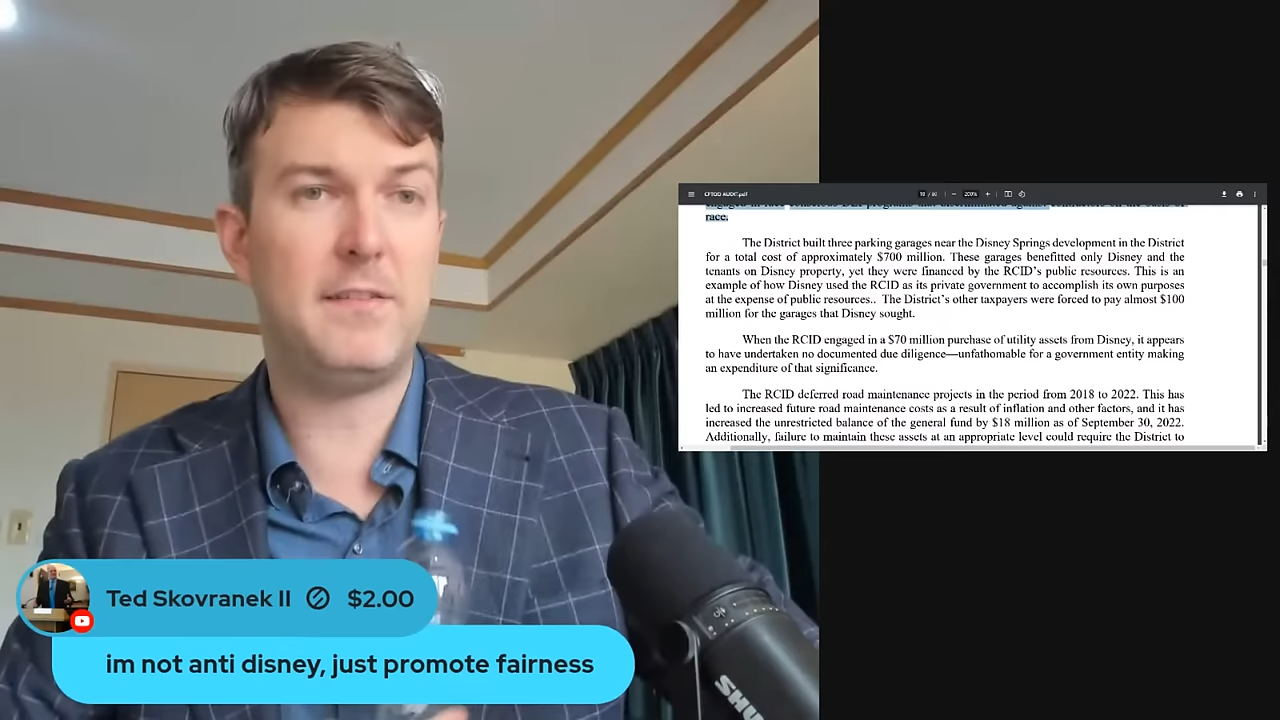 CFTOD AUDIT.pdf
200%
race.
The District built three parking garages near the Disney Springs development in the District
for a total cost of approximately $700 million. These garages benefitted only Disney and the
tenants on Disney property, yet they were financed by the RCID's public resources. This is an
example of how Disney used the RCID as its private government to accomplish its own purposes
at the expense of public resources.. The District's other taxpayers were forced to pay almost $100
million for the garages that Disney sought.
When the RCID engaged in a $70 million purchase of utility assets from Disney, it appears
to have undertaken no documented due diligence—unfathomable for a government entity making
an expenditure of that significance.
The RCID deferred road maintenance projects in the period from 2018 to 2022. This has
led to increased future road maintenance costs as a result of inflation and other factors, and it has
increased the unrestricted balance of the general fund by $18 million as of September 30, 2022.
Additionally, failure to maintain these assets at an appropriate level could require the District to
Ted Skovranek II $2.00
im not anti disney, just promote fairness
SHU